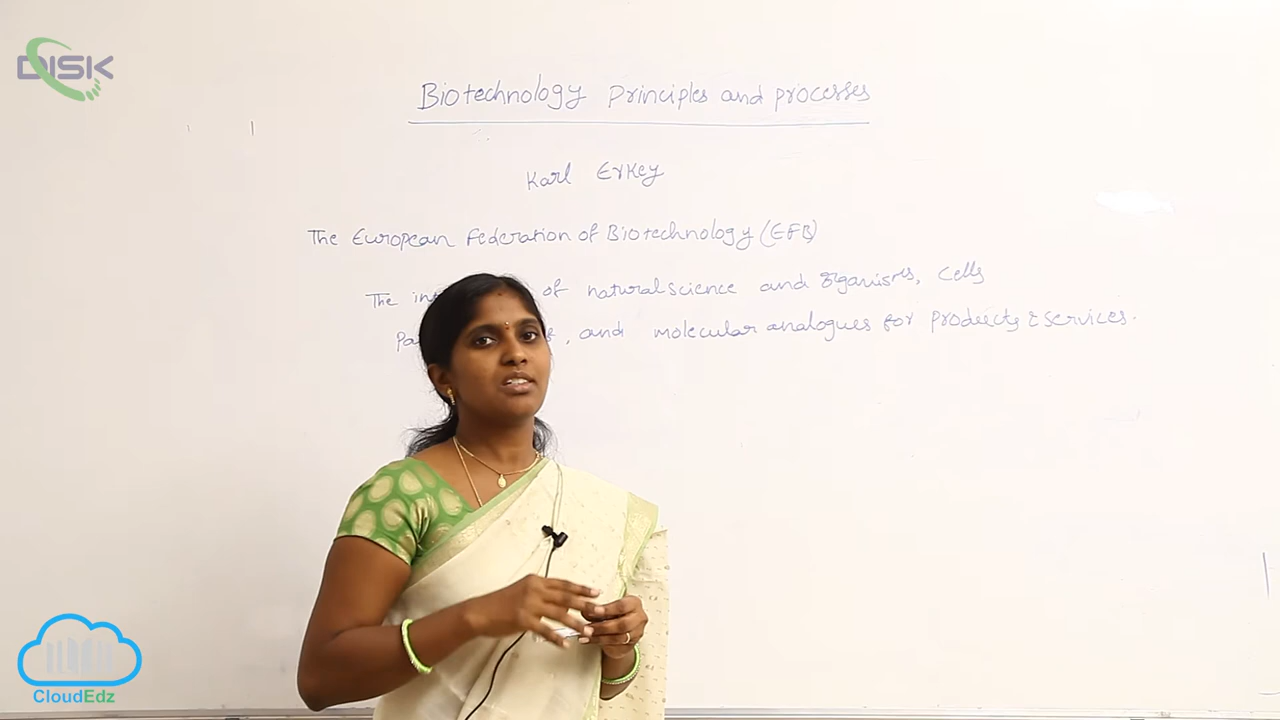 DISK
Biotechnology Principles and processes
Karl Erkey
The European Federation of Biotechnology (EFB)
The of natural science and organisms, cells
and molecular analogues for products & services.
CloudEdz